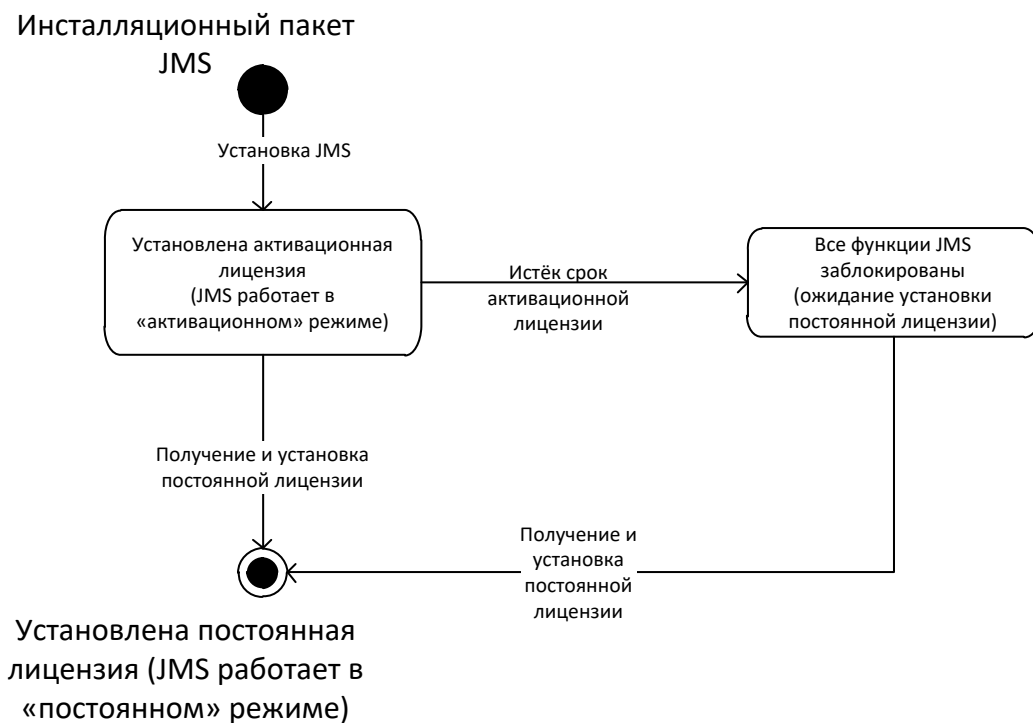 Инсталляционный пакет
JMS
Установка JMS
Установлена активационная
лицензия
(JMS работает в
«активационном» режиме)
Истёк срок
активационной
лицензии
Все функции JMS
заблокированы
(ожидание установки
постоянной лицензии)
Получение и установка
постоянной лицензии
Получение и
установка
постоянной
лицензии
Установлена постоянная
лицензия (JMS работает в
«постоянном» режиме)